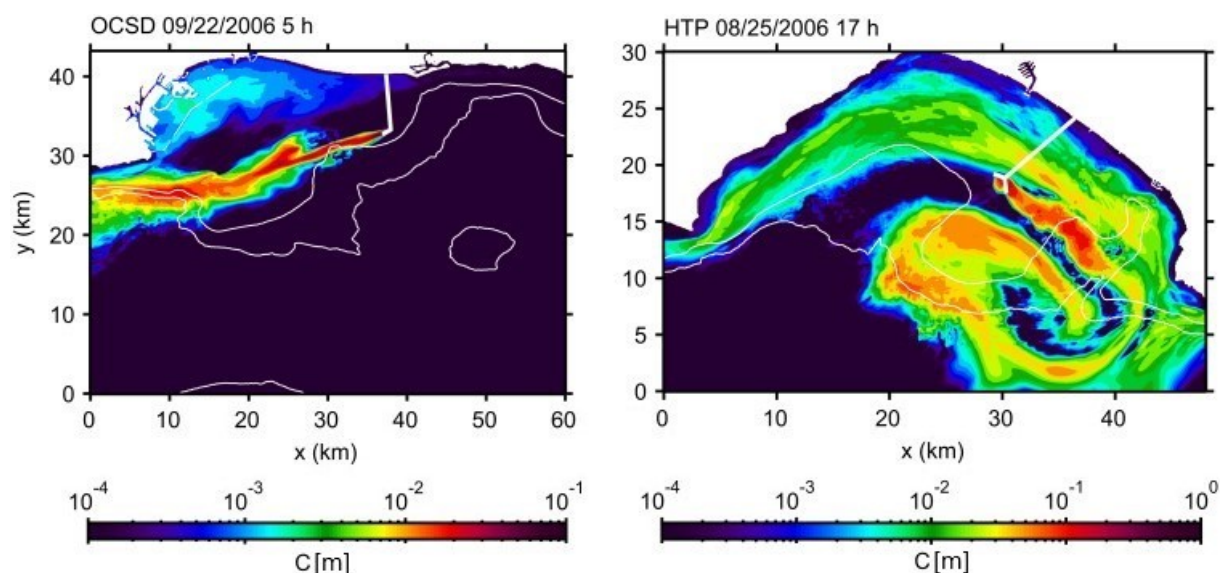 OCSD 09/22/2006 5 h
40
30
20
10
0
y (km)
0 10 20 30 40 50 60
x (km)
10⁻⁴ 10⁻³ 10⁻² 10⁻¹
C[m]
HTP 08/25/2006 17 h
30
25
20
15
10
5
0
0 10 20 30 40
x (km)
10⁻⁴ 10⁻³ 10⁻² 10⁻¹ 10⁰
C[m]